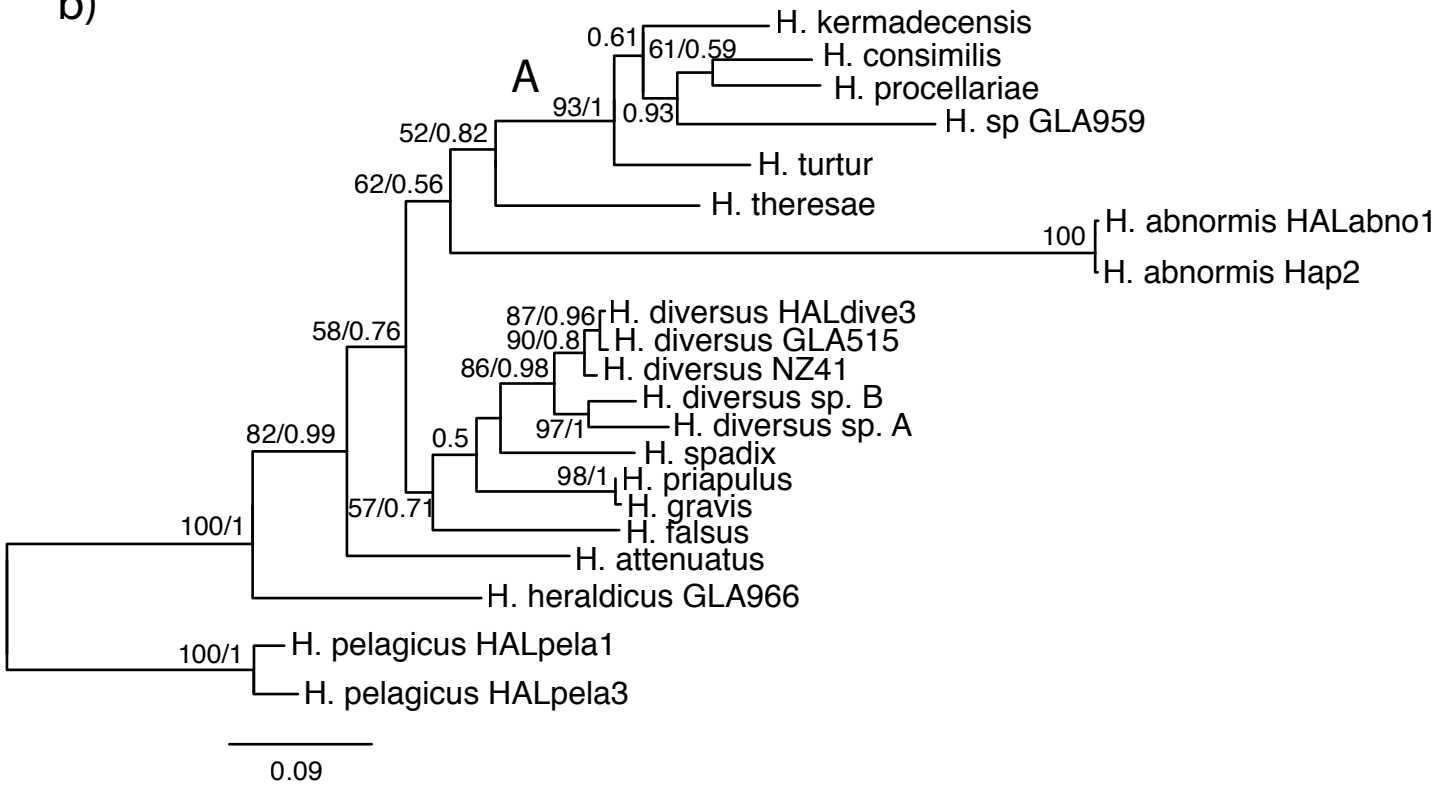 b)
H. kermadecensis
0.61
61/0.59
H. consimilis
A
H. procellariae
93/1
0.93
H. sp GLA959
52/0.82
H. turtur
62/0.56
H. theresae
H. abnormis HALabno1
100
H. abnormis Hap2
87/0.96
H. diversus HALdive3
58/0.76
90/0.8
H. diversus GLA515
86/0.98
H. diversus NZ41
H. diversus sp. B
97/1
H. diversus sp. A
82/0.99
0.5
H. spadix
98/1
H. priapulus
57/0.71
H. gravis
H. falsus
100/1
H. attenuatus
H. heraldicus GLA966
100/1
H. pelagicus HALpela1
H. pelagicus HALpela3
0.09